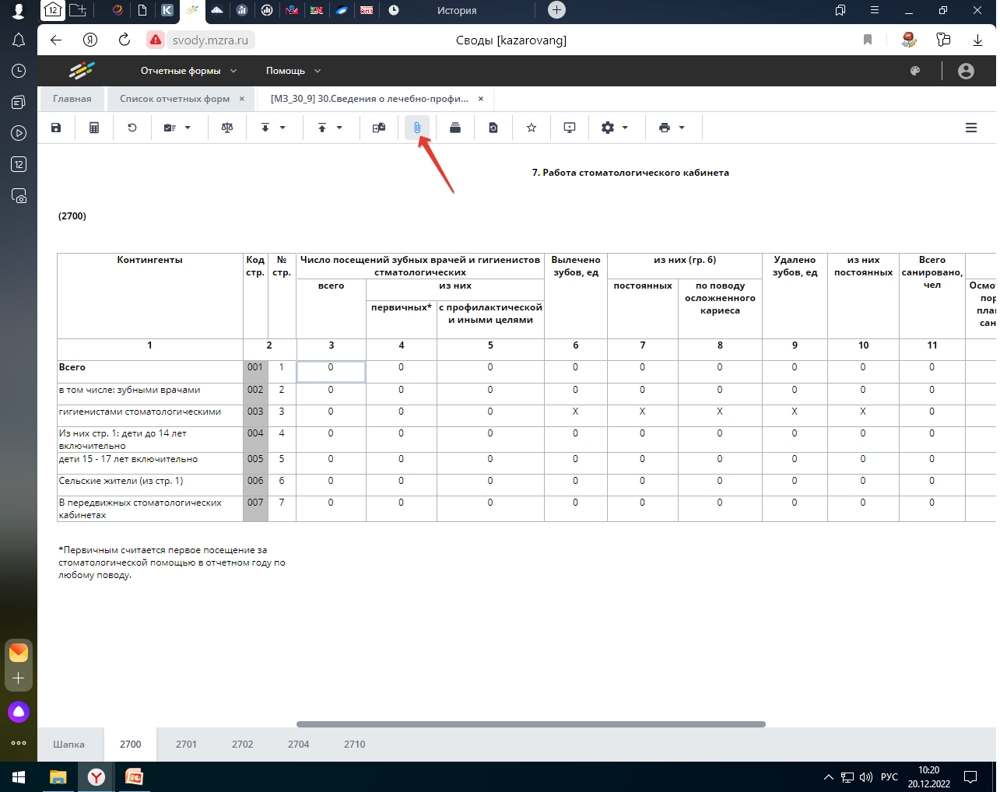 12
История
svody.mzra.ru
Своды [kazarovang]
Отчетные формы
Помощь
Главная
Список отчетных форм ×
[МЗ_30_9] 30.Сведения о лечебно-профи... ×
12
7. Работа стоматологического кабинета
(2700)
Контингенты
Код стр.
№ стр.
Число посещений зубных врачей и гигиенистов
стматологических
всего
из них
первичных*
с профилактической
и иными целями
Вылечено
зубов, ед
из них (гр. 6)
постоянных
по поводу
осложненного
кариеса
Удалено
зубов, ед
из них
постоянных
Всего
санировано,
чел
1 2 3 4 5 6 7 8 9 10 11
Всего 001 1 0 0 0 0 0 0 0 0 0
в том числе: зубными врачами 002 2 0 0 0 0 0 0 0 0 0
гигиенистами стоматологическими 003 3 0 0 0 X X X X X 0
Из них стр. 1: дети до 14 лет
включительно 004 4 0 0 0 0 0 0 0 0 0
дети 15 - 17 лет включительно 005 5 0 0 0 0 0 0 0 0 0
Сельские жители (из стр. 1) 006 6 0 0 0 0 0 0 0 0 0
В передвижных стоматологических
кабинетах 007 7 0 0 0 0 0 0 0 0 0
*Первичным считается первое посещение за
стоматологической помощью в отчетном году по
любому поводу.
Шапка 2700 2701 2702 2704 2710
РУС
10:20
20.12.2022